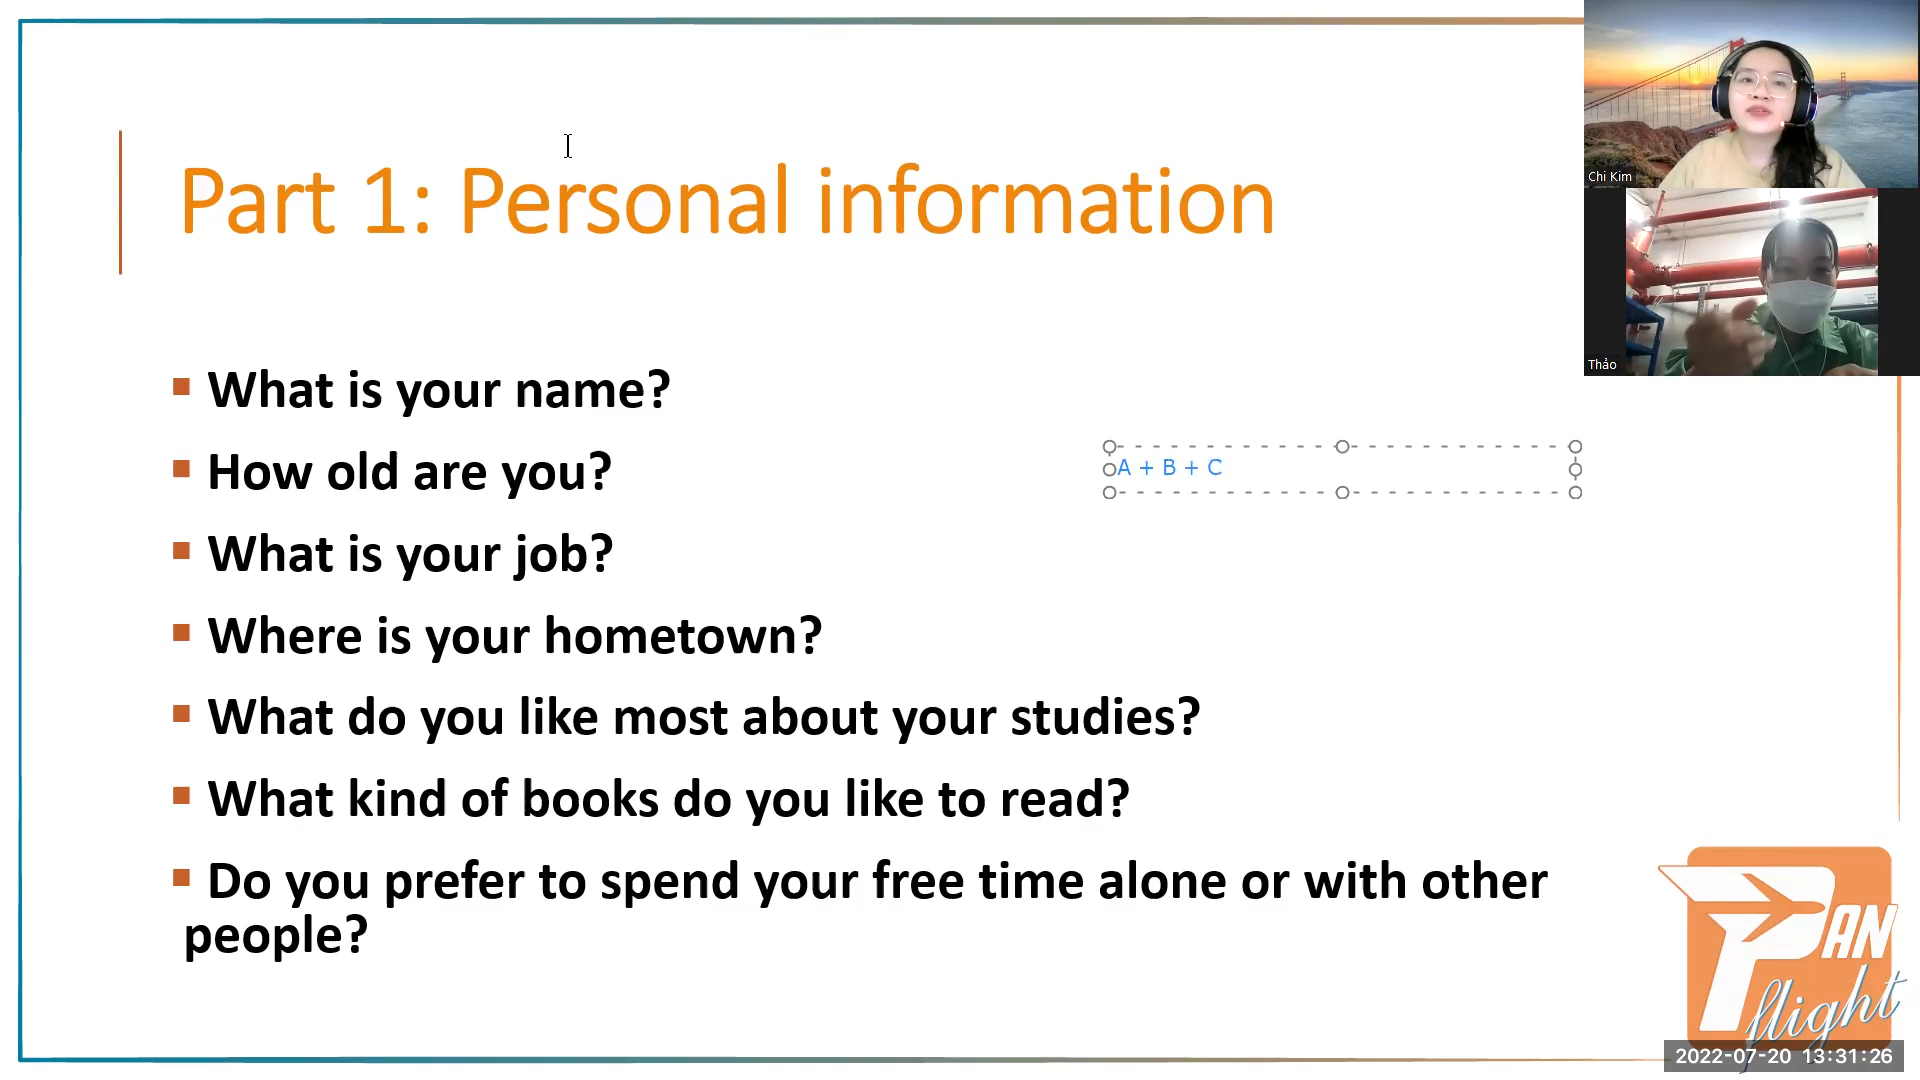 Part 1: Personal information
Chi Kim
Thảo
What is your name?
A + B + C
How old are you?
What is your job?
Where is your hometown?
What do you like most about your studies?
What kind of books do you like to read?
Do you prefer to spend your free time alone or with other
people?
PAN
flight
2022-07-20 13:31:26